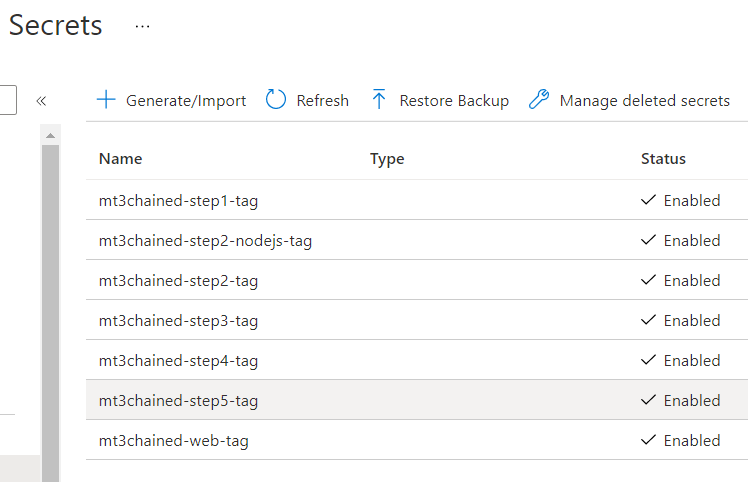 Secrets ...
« + Generate/Import Refresh Restore Backup Manage deleted secrets
Name Type Status
mt3chained-step1-tag Enabled
mt3chained-step2-nodejs-tag Enabled
mt3chained-step2-tag Enabled
mt3chained-step3-tag Enabled
mt3chained-step4-tag Enabled
mt3chained-step5-tag Enabled
mt3chained-web-tag Enabled